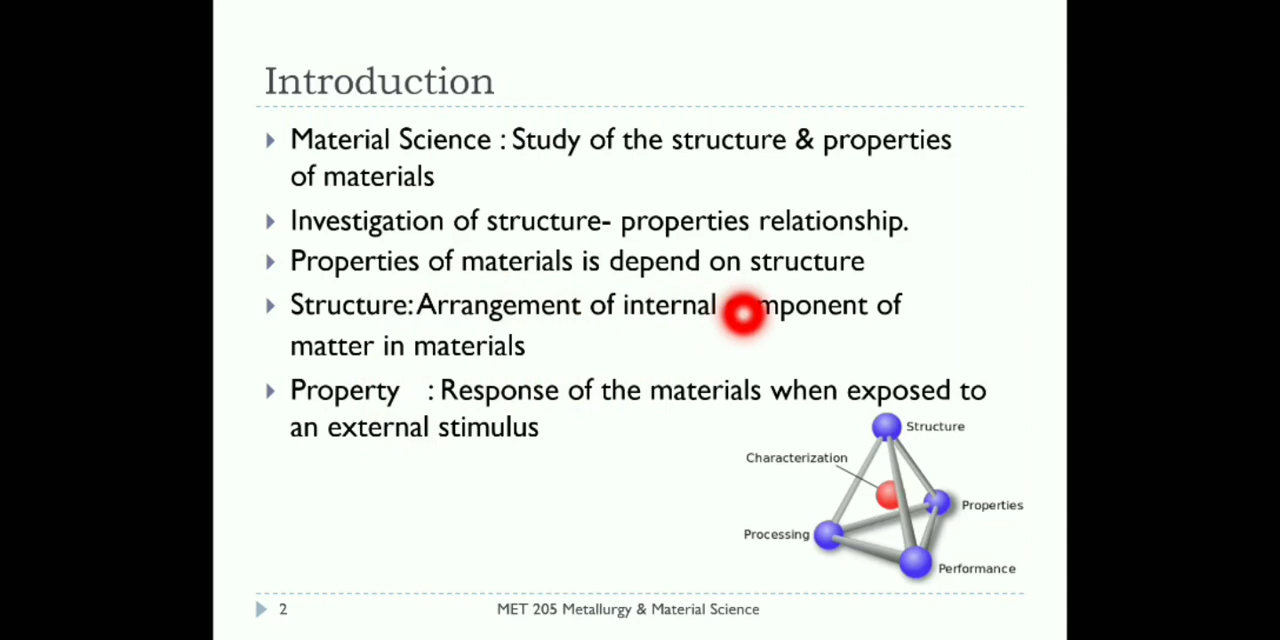 Introduction
Material Science : Study of the structure & properties
of materials
Investigation of structure- properties relationship.
Properties of materials is depend on structure
Structure: Arrangement of internal of
matter in materials
Property : Response of the materials when exposed to
an external stimulus
Structure
Characterization
Properties
Processing
Performance
2
MET 205 Metallurgy & Material Science